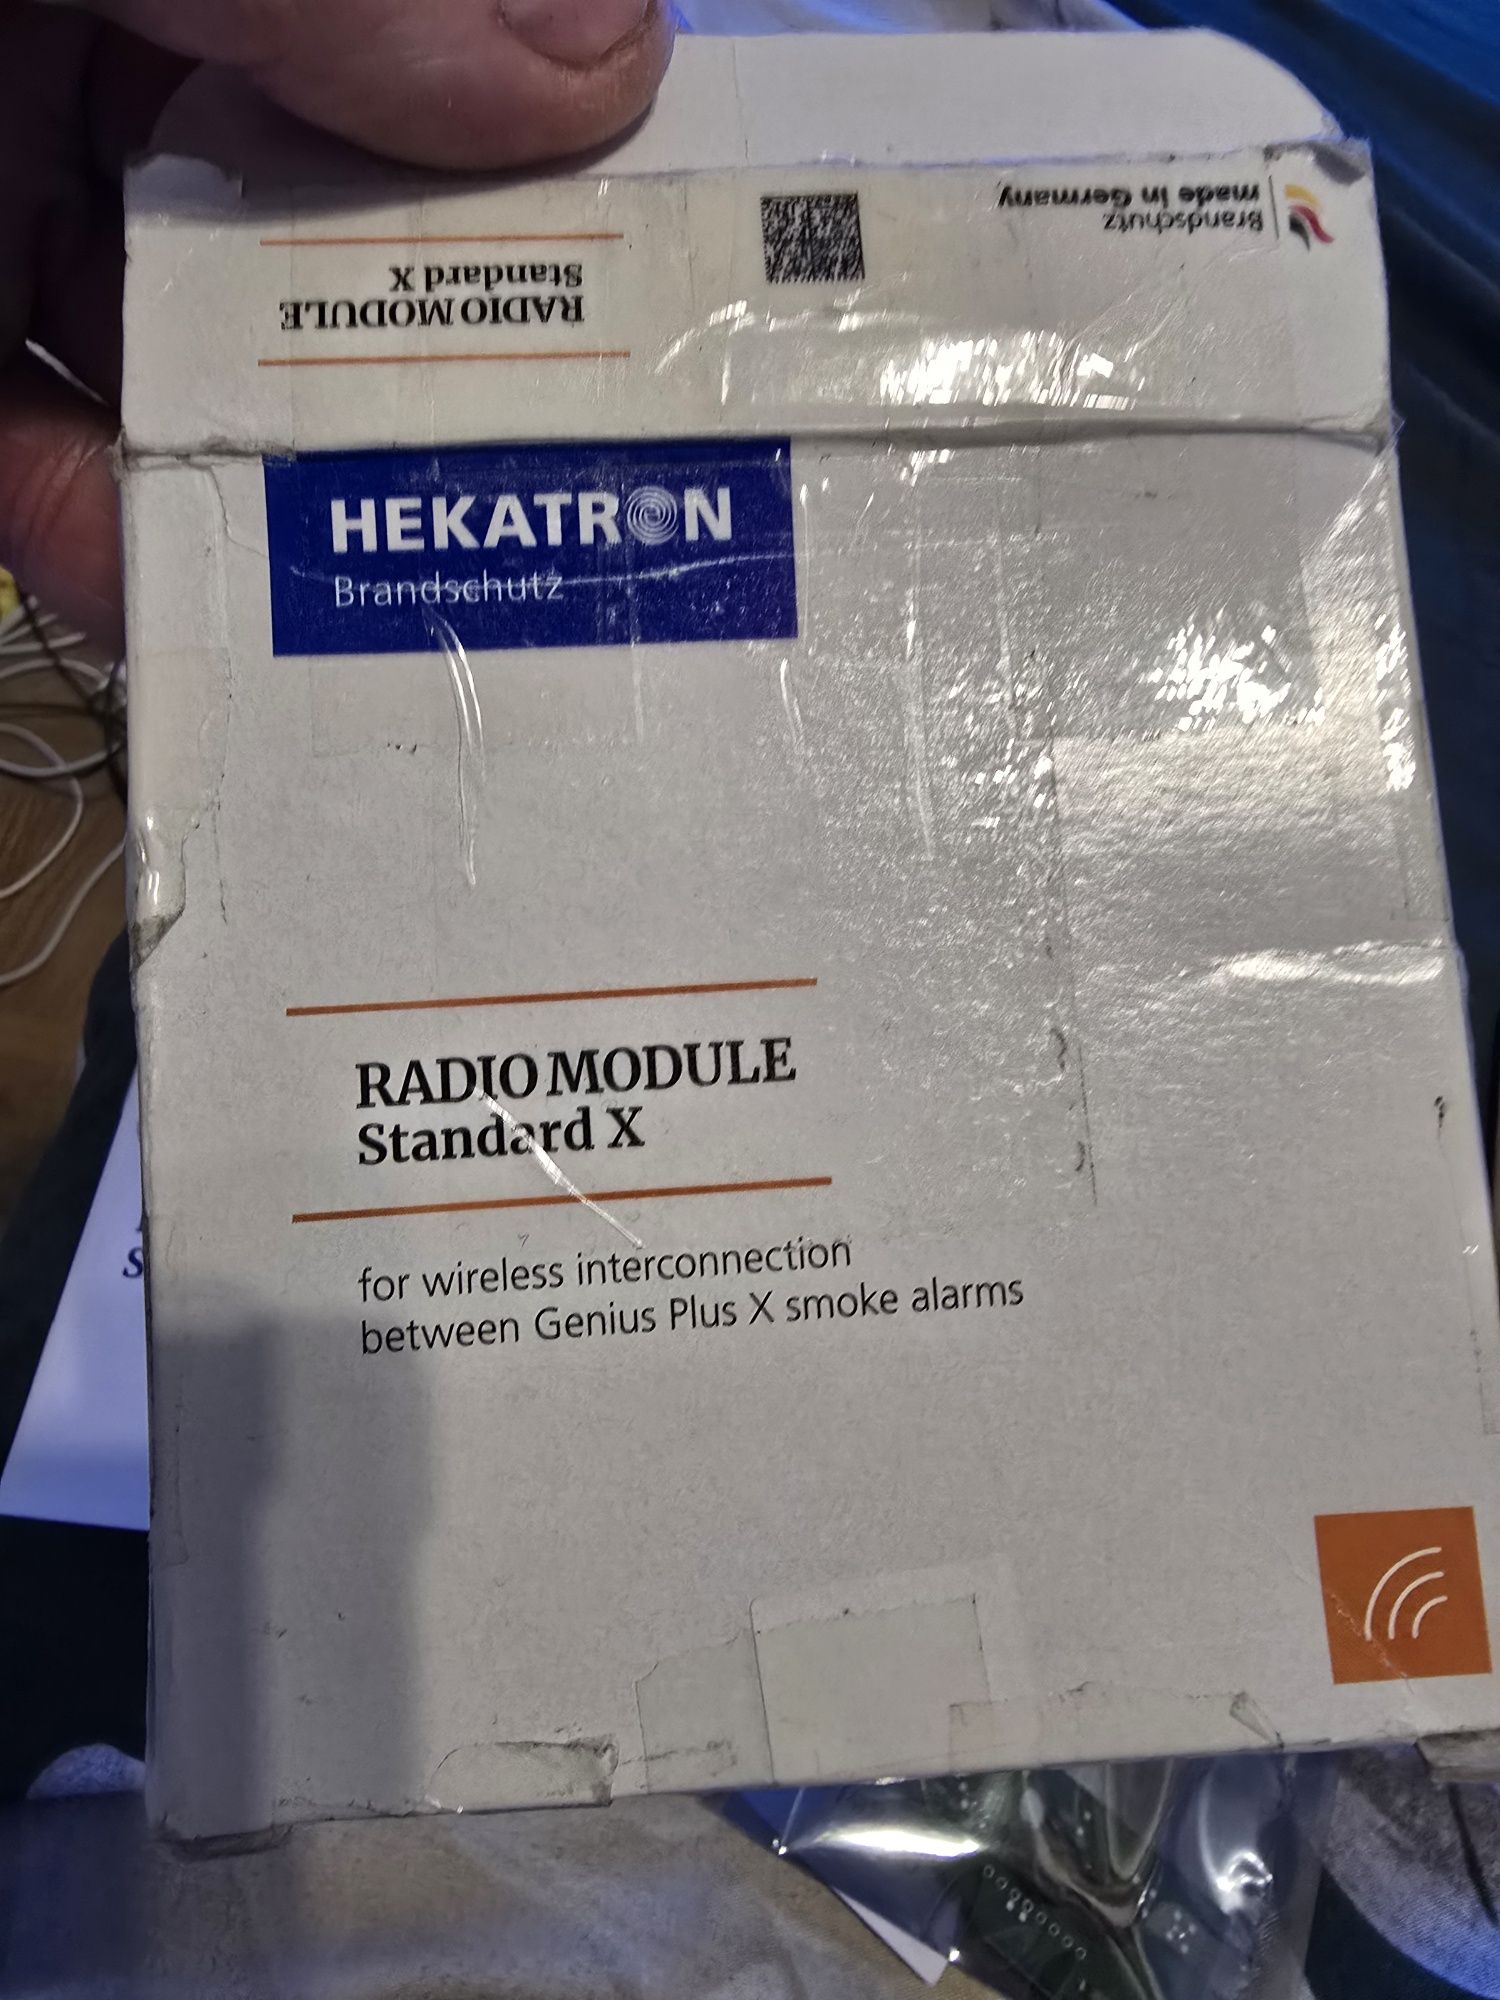 Brandschutz
made in Germany
RADIO MODULE
Standard X
HEKATRON
Brandschutz
RADIO MODULE
Standard X
for wireless interconnection
between Genius Plus X smoke alarms